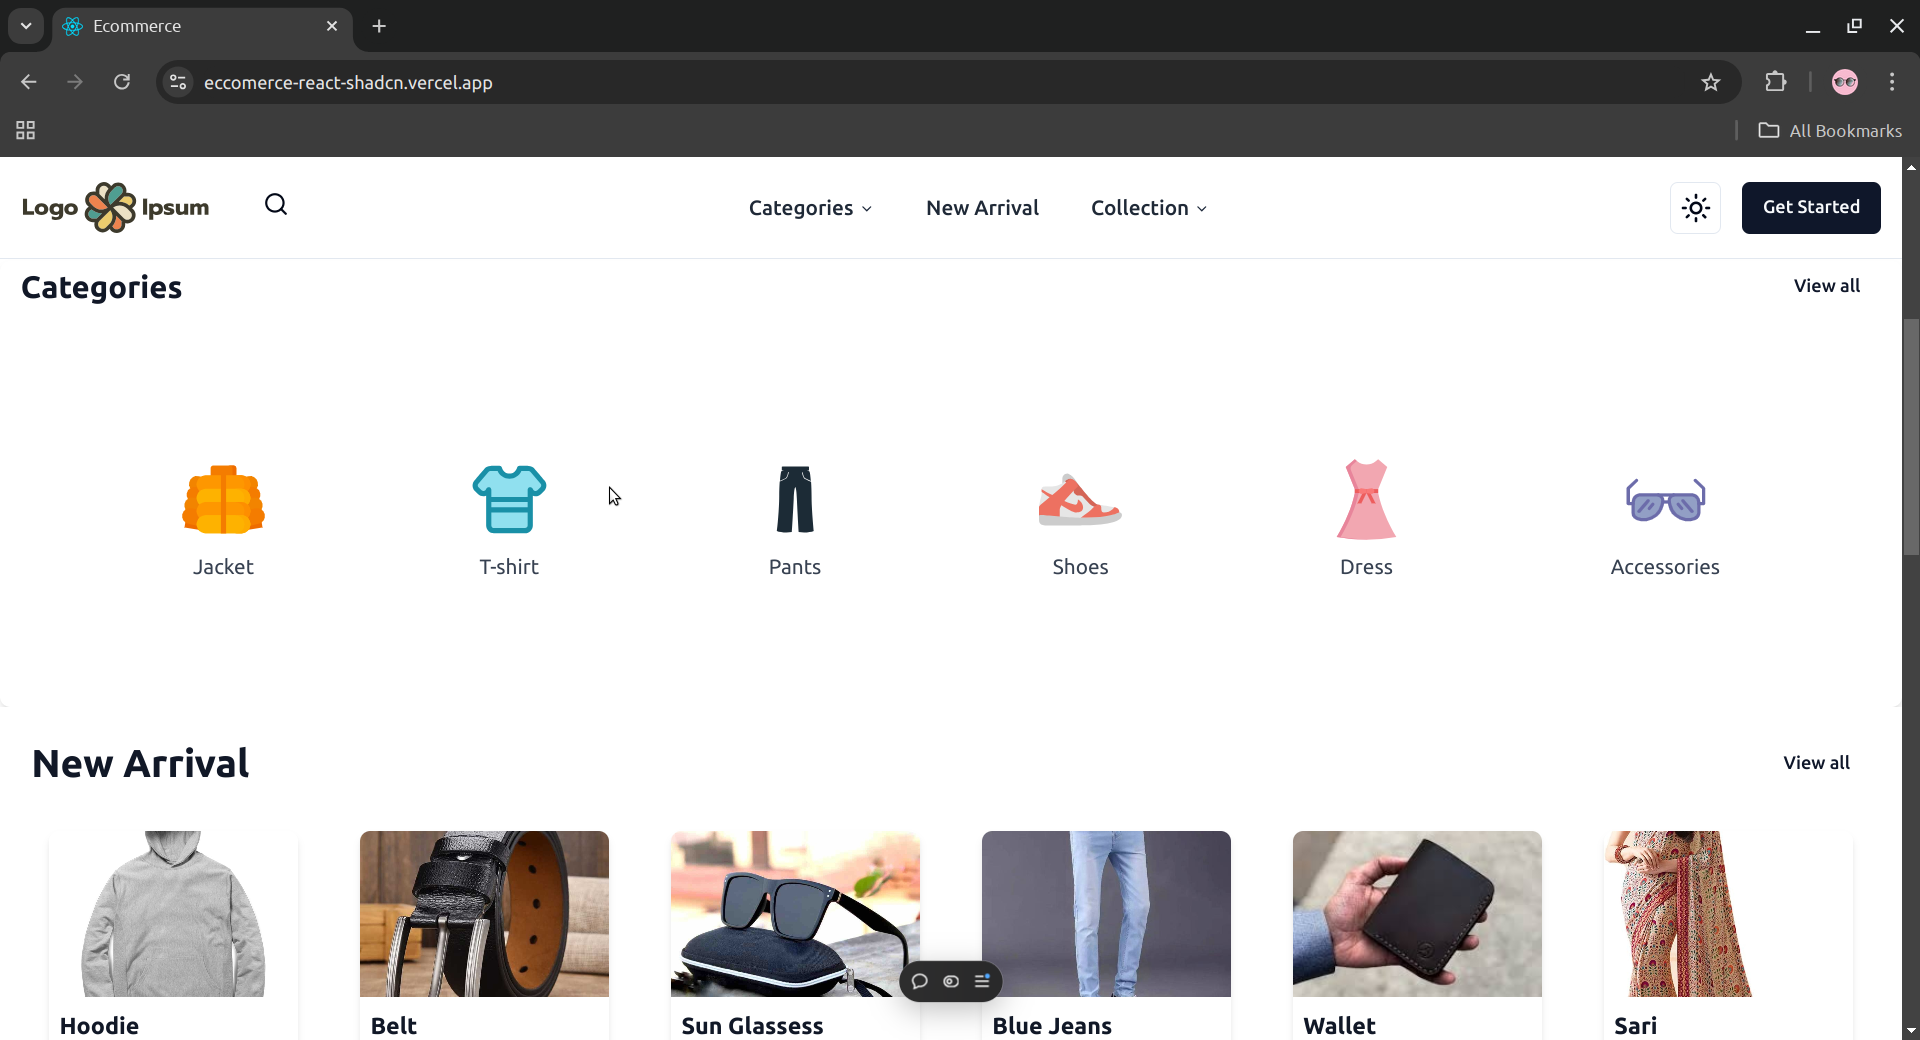 Ecommerce
eccomerce-react-shadcn.vercel.app
All Bookmarks
Logo Ipsum
Categories
New Arrival
Collection
Get Started
Categories
View all
Jacket
T-shirt
Pants
Shoes
Dress
Accessories
New Arrival
View all
Hoodie
Belt
Sun Glassess
Blue Jeans
Wallet
Sari